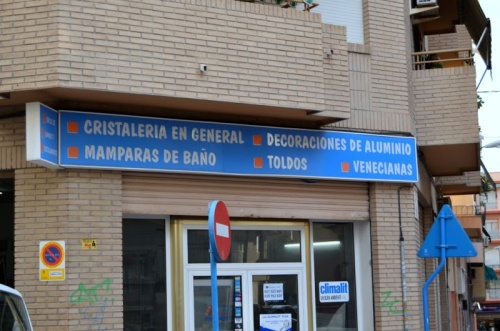 CRISTALERIA EN GENERAL
DECORACIONES DE ALUMINIO
MAMPARAS DE BAÑO
TOLDOS
VENECIANAS
climalit